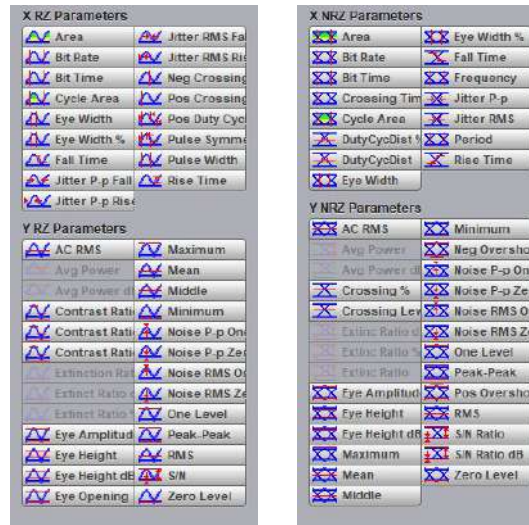 X RZ Parameters
Area
Jitter RMS Fal
Bit Rate
Jitter RMS Ris
Bit Time
Neg Crossing
Cycle Area
Pos Crossing
Eye Width
Pos Duty Cyc
Eye Width %
Pulse Symme
Fall Time
Pulse Width
Jitter P-p Fall
Rise Time
Jitter P-p Rise
Y RZ Parameters
AC RMS
Maximum
Avg Power
Mean
Avg Power d
Middle
Contrast Rati
Minimum
Contrast Rati
Noise P-p One
Contrast Rati
Noise P-p Zer
Extinction Rat
Noise RMS On
Extinct Ratio
Noise RMS Ze
Extinct Ratio
One Level
Eye Amplitud
Peak-Peak
Eye Height
RMS
Eye Height dB
S/N
Eye Opening
Zero Level
X NRZ Parameters
Area
Eye Width %
Bit Rate
Fall Time
Bit Time
Frequency
Crossing Tim
Jitter P-p
Cycle Area
Jitter RMS
DutyCycDist %
Period
DutyCycDist
Rise Time
Eye Width
Y NRZ Parameters
AC RMS
Minimum
Avg Power
Neg Oversho
Avg Power d
Noise P-p On
Crossing %
Noise P-p Ze
Crossing Lev
Noise RMS O
Extinc Ratio d
Noise RMS Z
Extinc Ratio %
One Level
Extinc Ratio
Peak-Peak
Eye Amplitud
Pos Oversho
Eye Height
RMS
Eye Height dB
S/N Ratio
Maximum
S/N Ratio dB
Mean
Zero Level
Middle